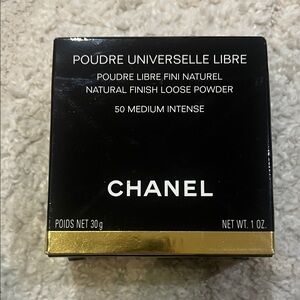 POUDRE UNIVERSELLE LIBRE
POUDRE LIBRE FINI NATUREL
NATURAL FINISH LOOSE POWDER
50 MEDIUM INTENSE
CHANEL
POIDS NET 30g NET WT. 1 OZ.